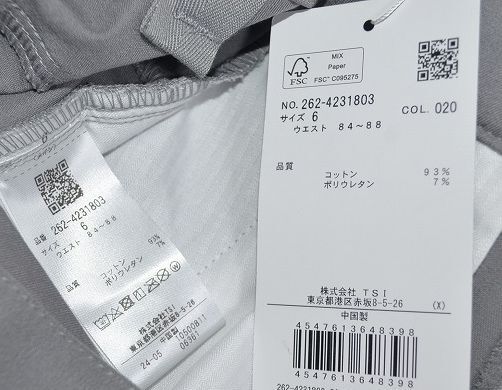 MIX
Paper
FSC
FSC® C095275
NO. 262-4231803
COL. 020
サイズ 6
ウエスト 84～88
品質
コットン 93%
ポリウレタン 7%
株式会社 TSI
東京都港区赤坂8-5-26
(X)
中国製
4547613648398
4547613648398
品番 262-4231803
サイズ 6
ウエスト 84～88
コットン 93%
ポリウレタン 7%
株式会社 TSI
東京都港区赤坂8-5-26
中国製
24-05